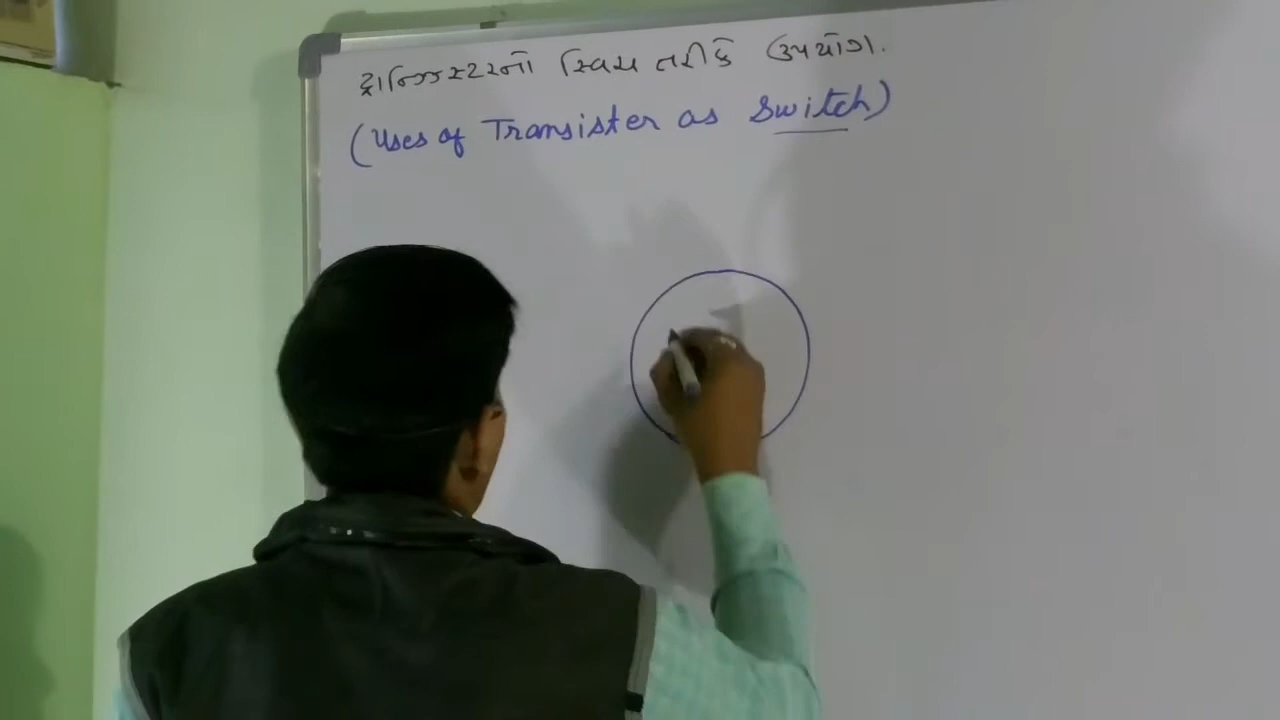 ટ્રાન્ઝિસ્ટરનો સ્વિચ તરીકે ઉપયોગ.
(Uses of Transister as Switch)